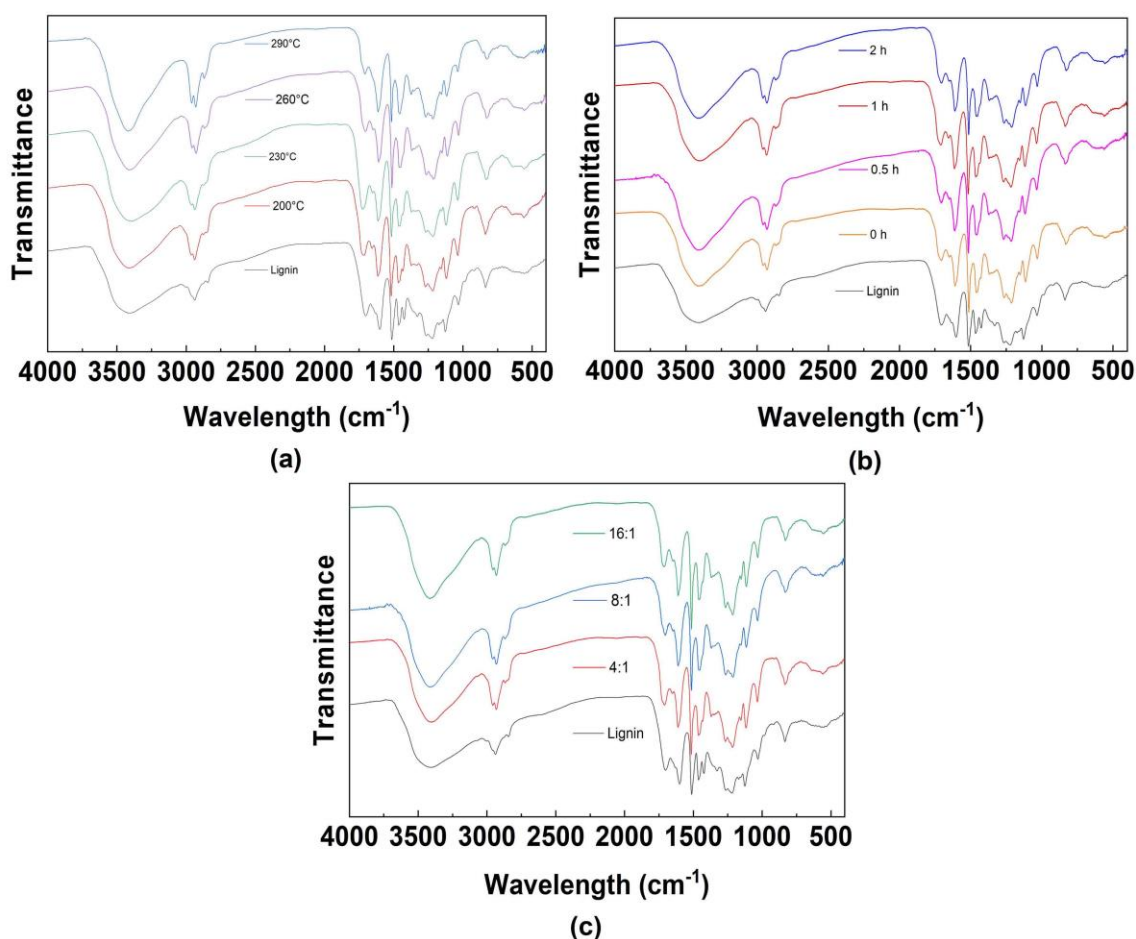 290°C
260°C
230°C
200°C
Lignin
Transmittance
4000 3500 3000 2500 2000 1500 1000 500
Wavelength (cm⁻¹)
(a)
2 h
1 h
0.5 h
0 h
Lignin
Transmittance
4000 3500 3000 2500 2000 1500 1000 500
Wavelength (cm⁻¹)
(b)
16:1
8:1
4:1
Lignin
Transmittance
4000 3500 3000 2500 2000 1500 1000 500
Wavelength (cm⁻¹)
(c)